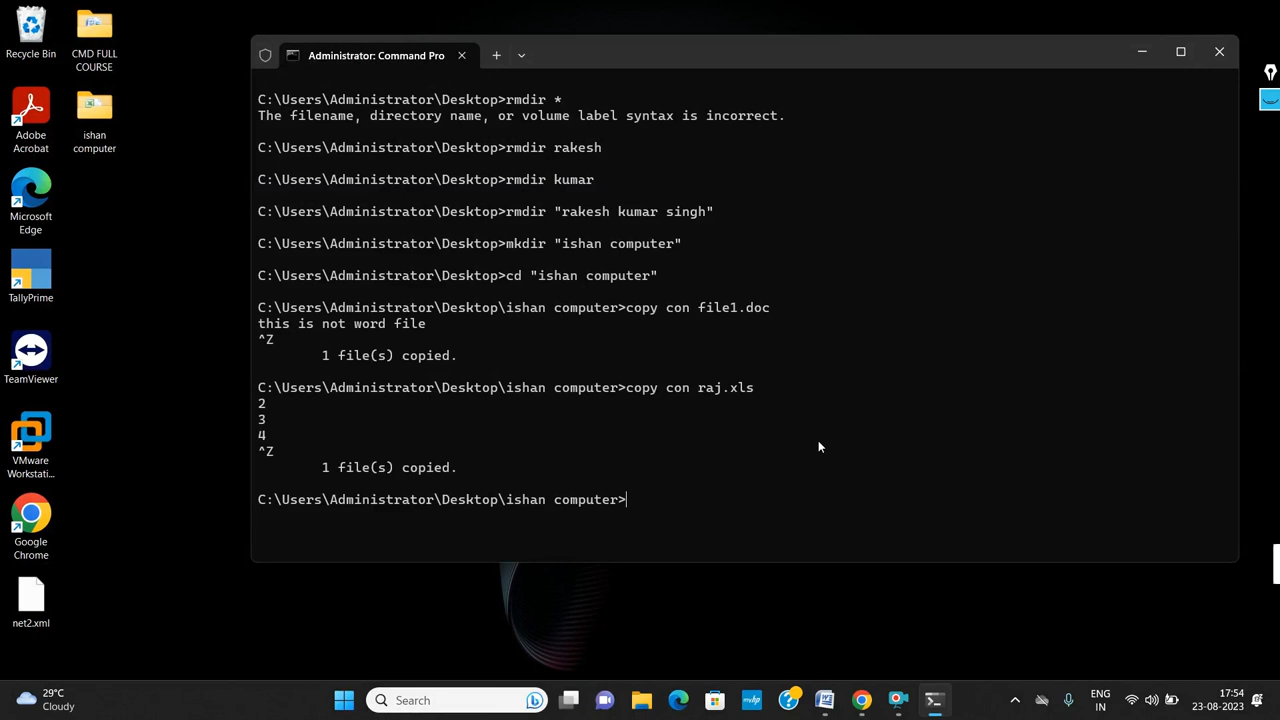 Recycle Bin
CMD FULL
COURSE
Adobe
Acrobat
ishan
computer
Microsoft
Edge
TallyPrime
TeamViewer
VMware
Workstati...
Google
Chrome
net2.xml
Administrator: Command Pro
C:\Users\Administrator\Desktop>rmdir *
The filename, directory name, or volume label syntax is incorrect.
C:\Users\Administrator\Desktop>rmdir rakesh
C:\Users\Administrator\Desktop>rmdir kumar
C:\Users\Administrator\Desktop>rmdir "rakesh kumar singh"
C:\Users\Administrator\Desktop>mkdir "ishan computer"
C:\Users\Administrator\Desktop>cd "ishan computer"
C:\Users\Administrator\Desktop\ishan computer>copy con file1.doc
this is not word file
^Z
1 file(s) copied.
C:\Users\Administrator\Desktop\ishan computer>copy con raj.xls
2
3
4
^Z
1 file(s) copied.
C:\Users\Administrator\Desktop\ishan computer>
29°C
Cloudy
Search
ENG
IN
17:54
23-08-2023